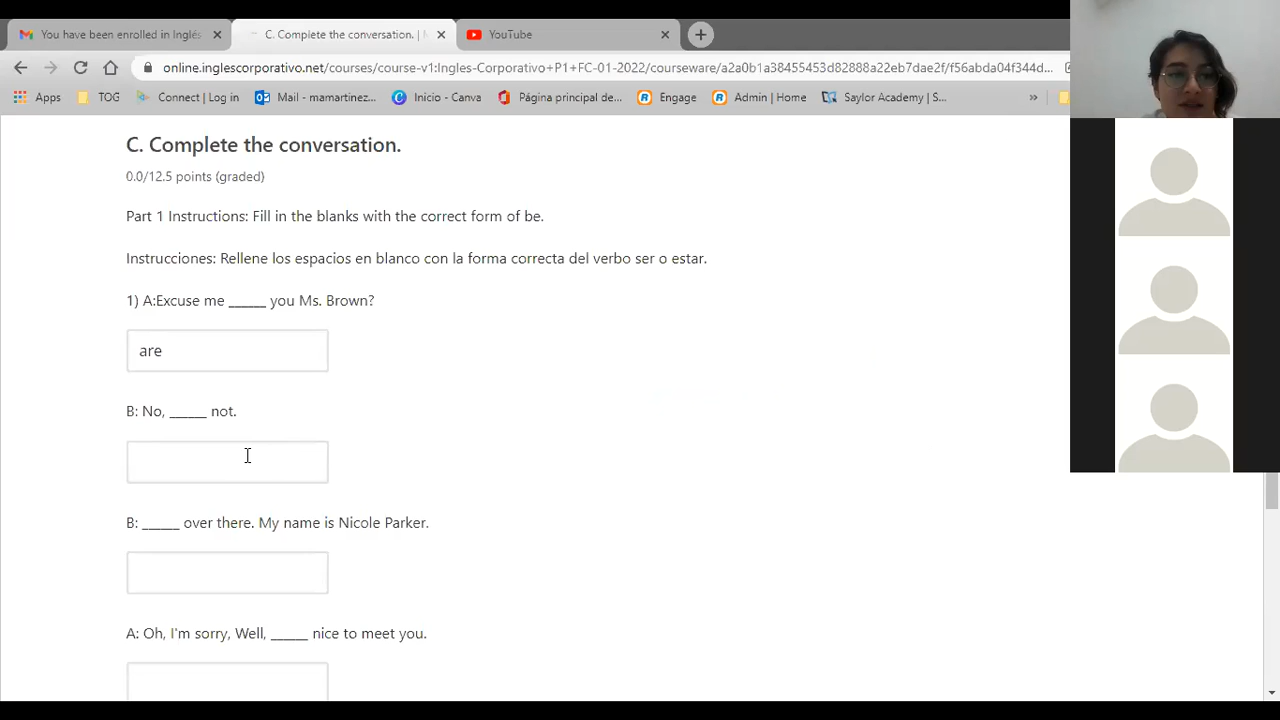 You have been enrolled in Inglés
C. Complete the conversation. | M
YouTube
online.inglescorporativo.net/courses/course-v1:Ingles-Corporativo+P1+FC-01-2022/courseware/a2a0b1a38455453d82888a22eb7dae2f/f56abda04f344d...
Apps
TOG
Connect | Log in
Mail - mamartinez...
Inicio - Canva
Página principal de...
Engage
Admin | Home
Saylor Academy | S...
»
C. Complete the conversation.
0.0/12.5 points (graded)
Part 1 Instructions: Fill in the blanks with the correct form of be.
Instrucciones: Rellene los espacios en blanco con la forma correcta del verbo ser o estar.
1) A:Excuse me ______ you Ms. Brown?
are
B: No, ______ not.
B: ______ over there. My name is Nicole Parker.
A: Oh, I'm sorry, Well, ______ nice to meet you.